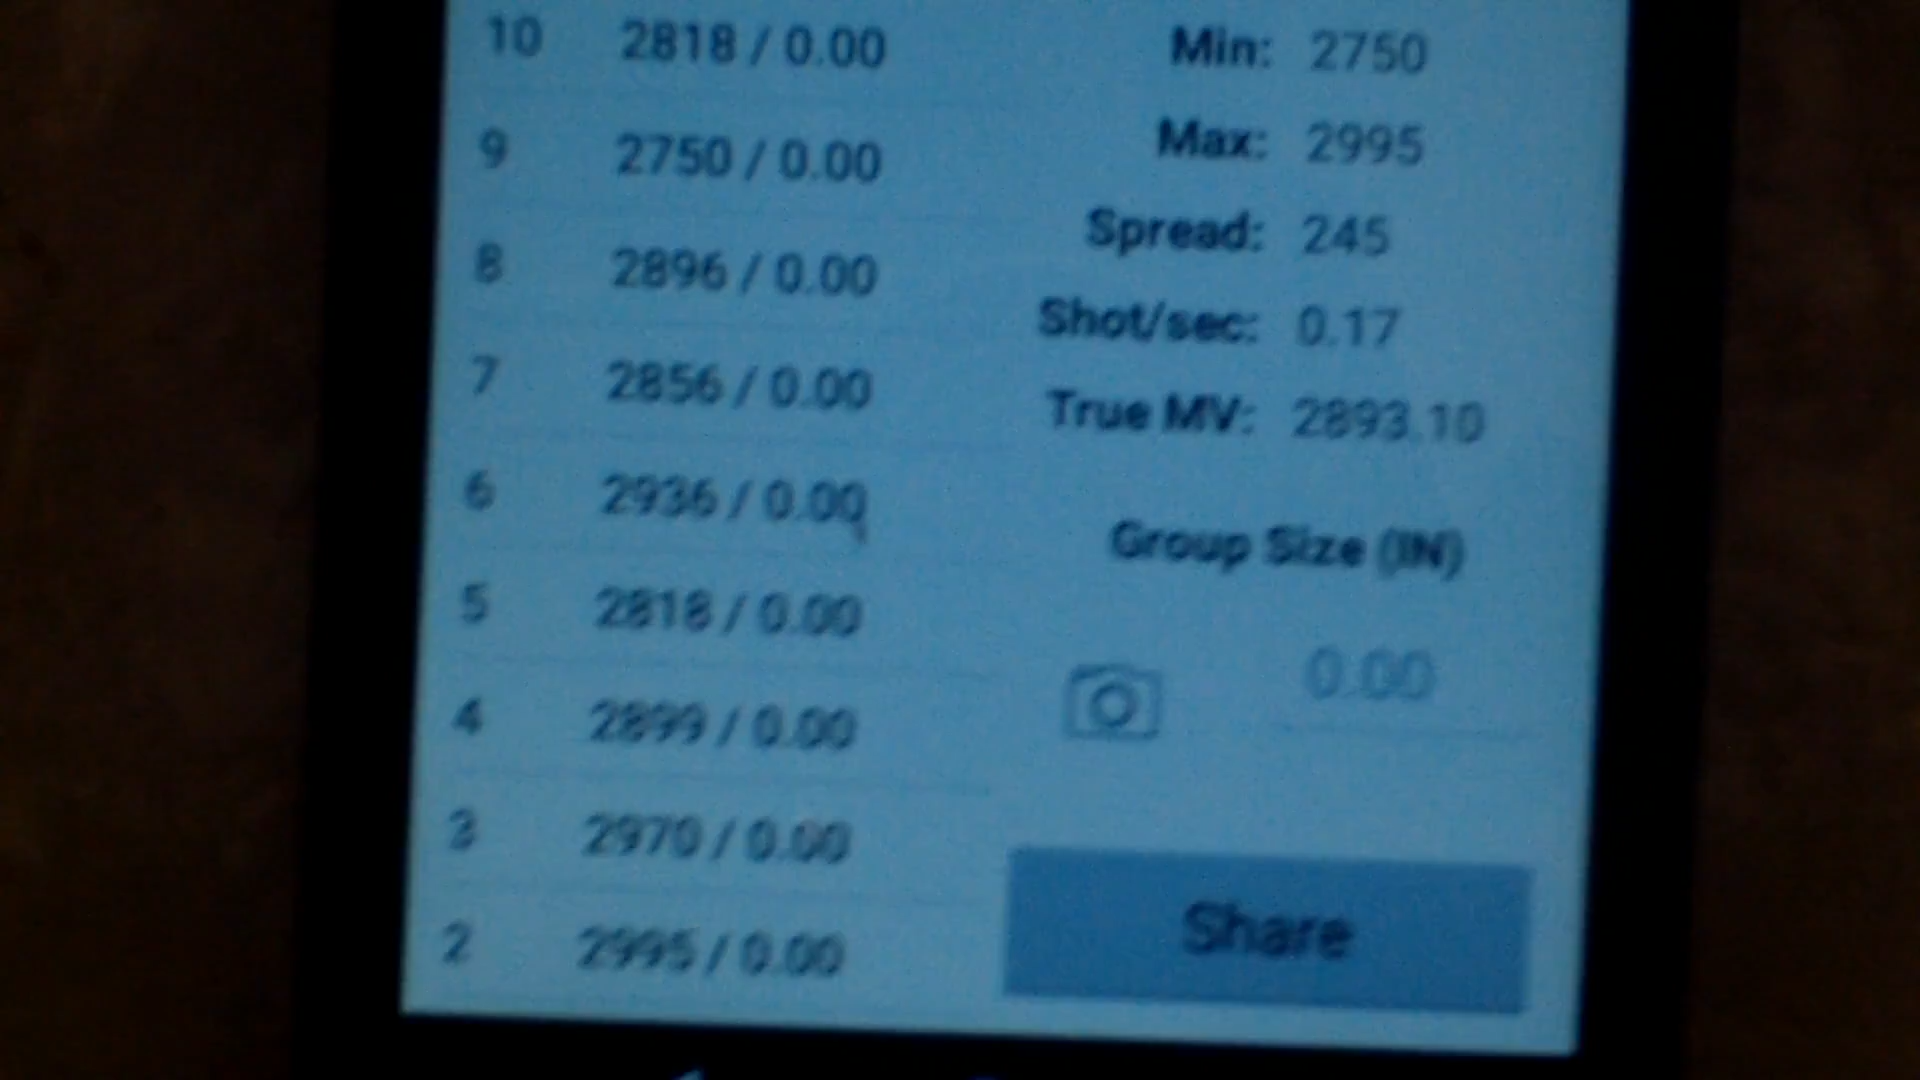 10 2818 / 0.00
9 2750 / 0.00
8 2896 / 0.00
7 2856 / 0.00
6 2936 / 0.00
5 2818 / 0.00
4 2899 / 0.00
3 2970 / 0.00
2 2995 / 0.00
Min: 2750
Max: 2995
Spread: 245
Shot/sec: 0.17
True MV: 2893.10
Group Size (IN)
0.00
Share